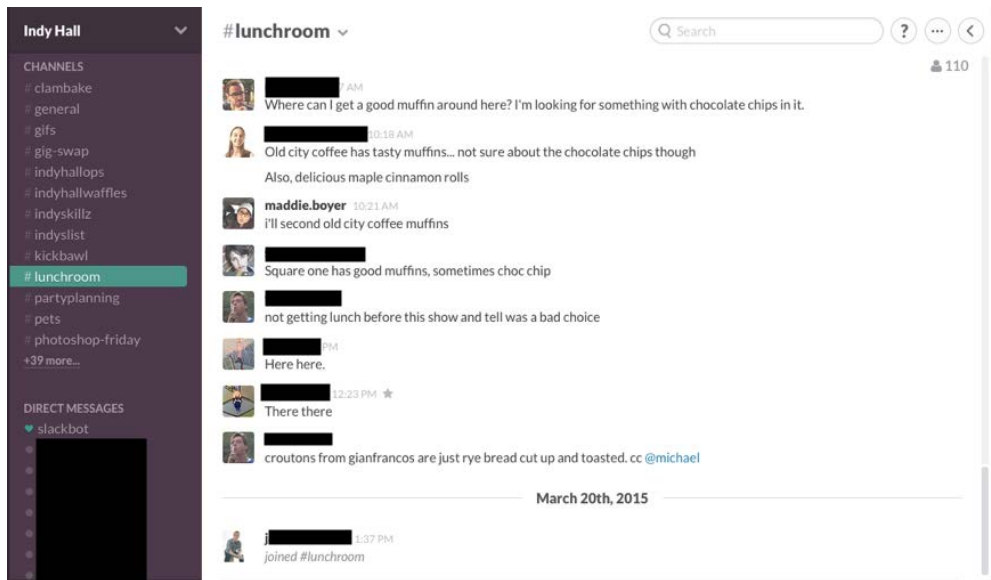 Indy Hall
CHANNELS
# clambake
# general
# gifs
# gig-swap
# indyhallops
# indyhallwaffles
# indyskillz
# indyslist
# kickbawl
# lunchroom
# partyplanning
# pets
# photoshop-friday
+39 more...
DIRECT MESSAGES
slackbot
#lunchroom
Search
?
110
AM
Where can I get a good muffin around here? I'm looking for something with chocolate chips in it.
10:18 AM
Old city coffee has tasty muffins... not sure about the chocolate chips though
Also, delicious maple cinnamon rolls
maddie.boyer 10:21 AM
i'll second old city coffee muffins
Square one has good muffins, sometimes choc chip
not getting lunch before this show and tell was a bad choice
PM
Here here.
12:23 PM
There there
croutons from gianfrancos are just rye bread cut up and toasted. cc @michael
March 20th, 2015
j 1:37 PM
joined #lunchroom